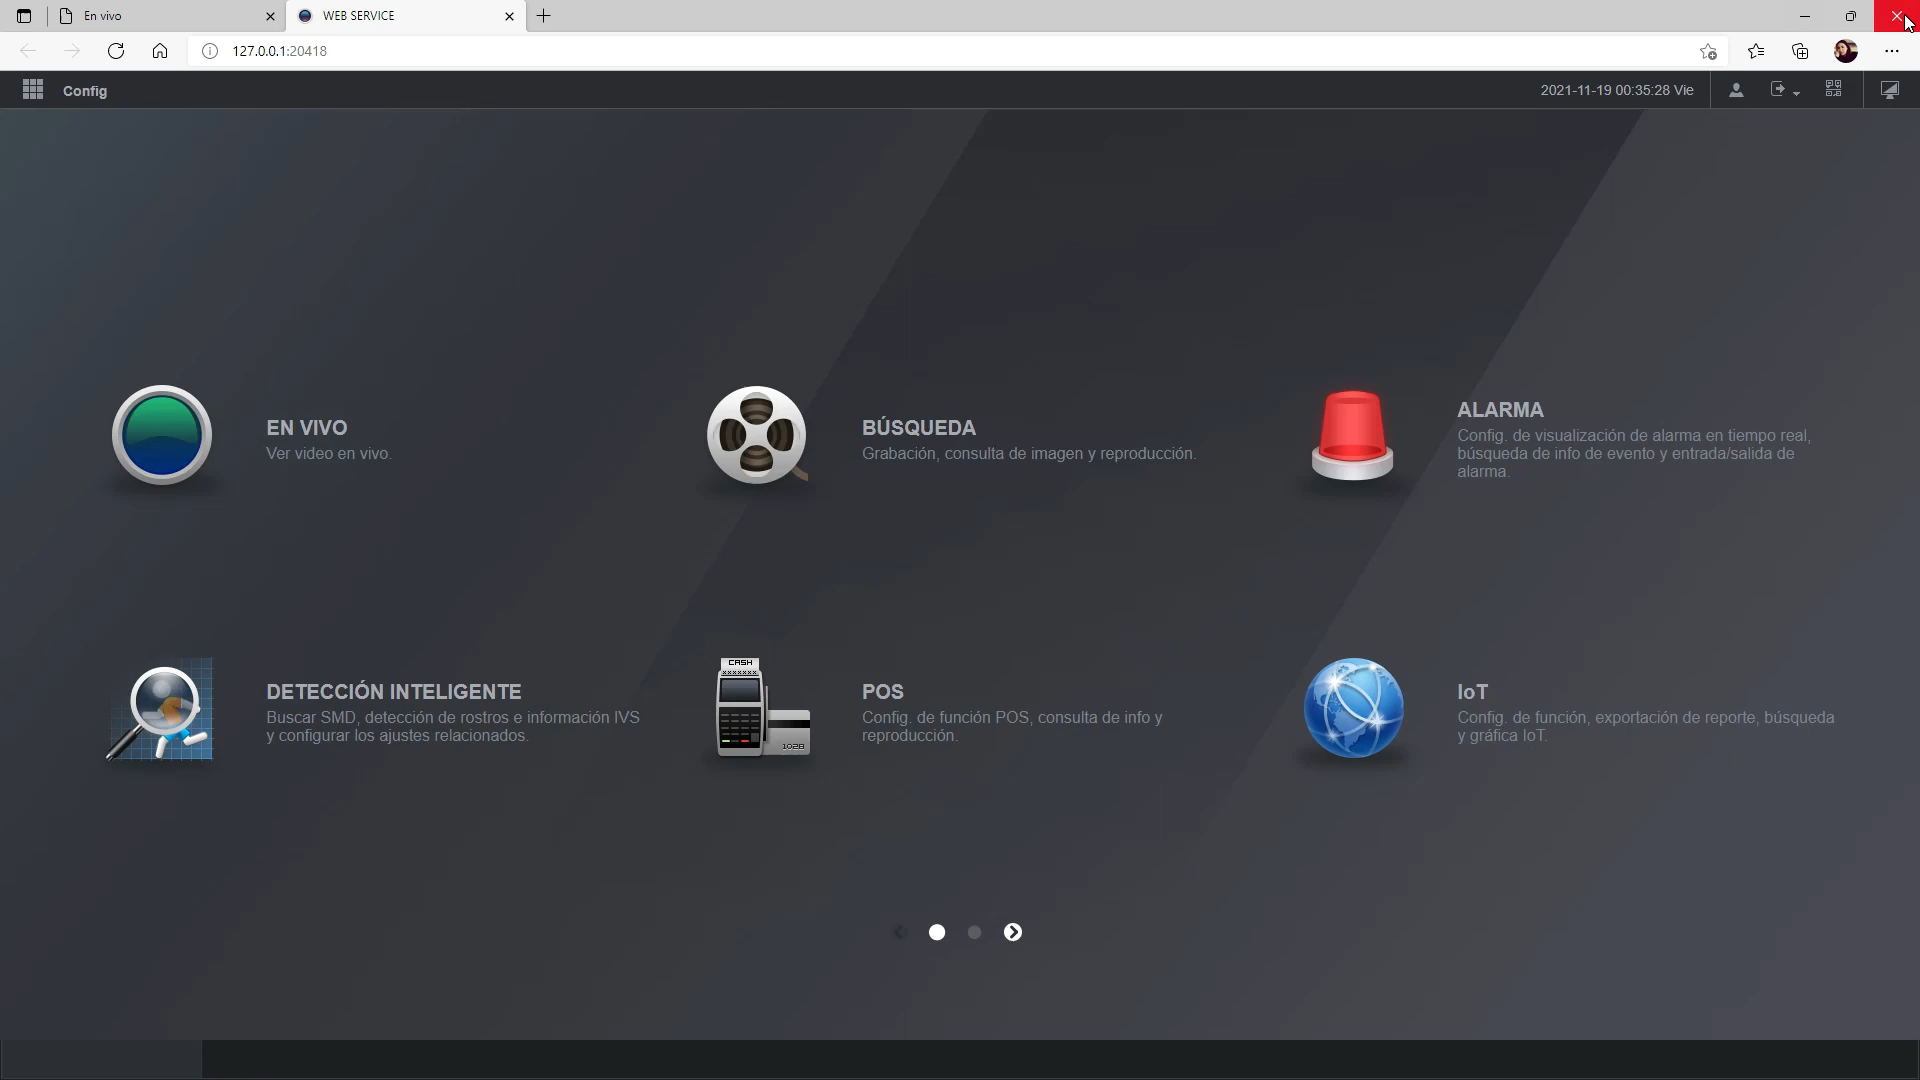 En vivo
WEB SERVICE
127.0.0.1:20418
Config
2021-11-19 00:35:28 Vie
EN VIVO
Ver video en vivo.
BÚSQUEDA
Grabación, consulta de imagen y reproducción.
ALARMA
Config. de visualización de alarma en tiempo real,
búsqueda de info de evento y entrada/salida de
alarma.
DETECCIÓN INTELIGENTE
Buscar SMD, detección de rostros e información IVS
y configurar los ajustes relacionados.
CASH
XXXXXXX
1028
POS
Config. de función POS, consulta de info y
reproducción.
IoT
Config. de función, exportación de reporte, búsqueda
y gráfica IoT.